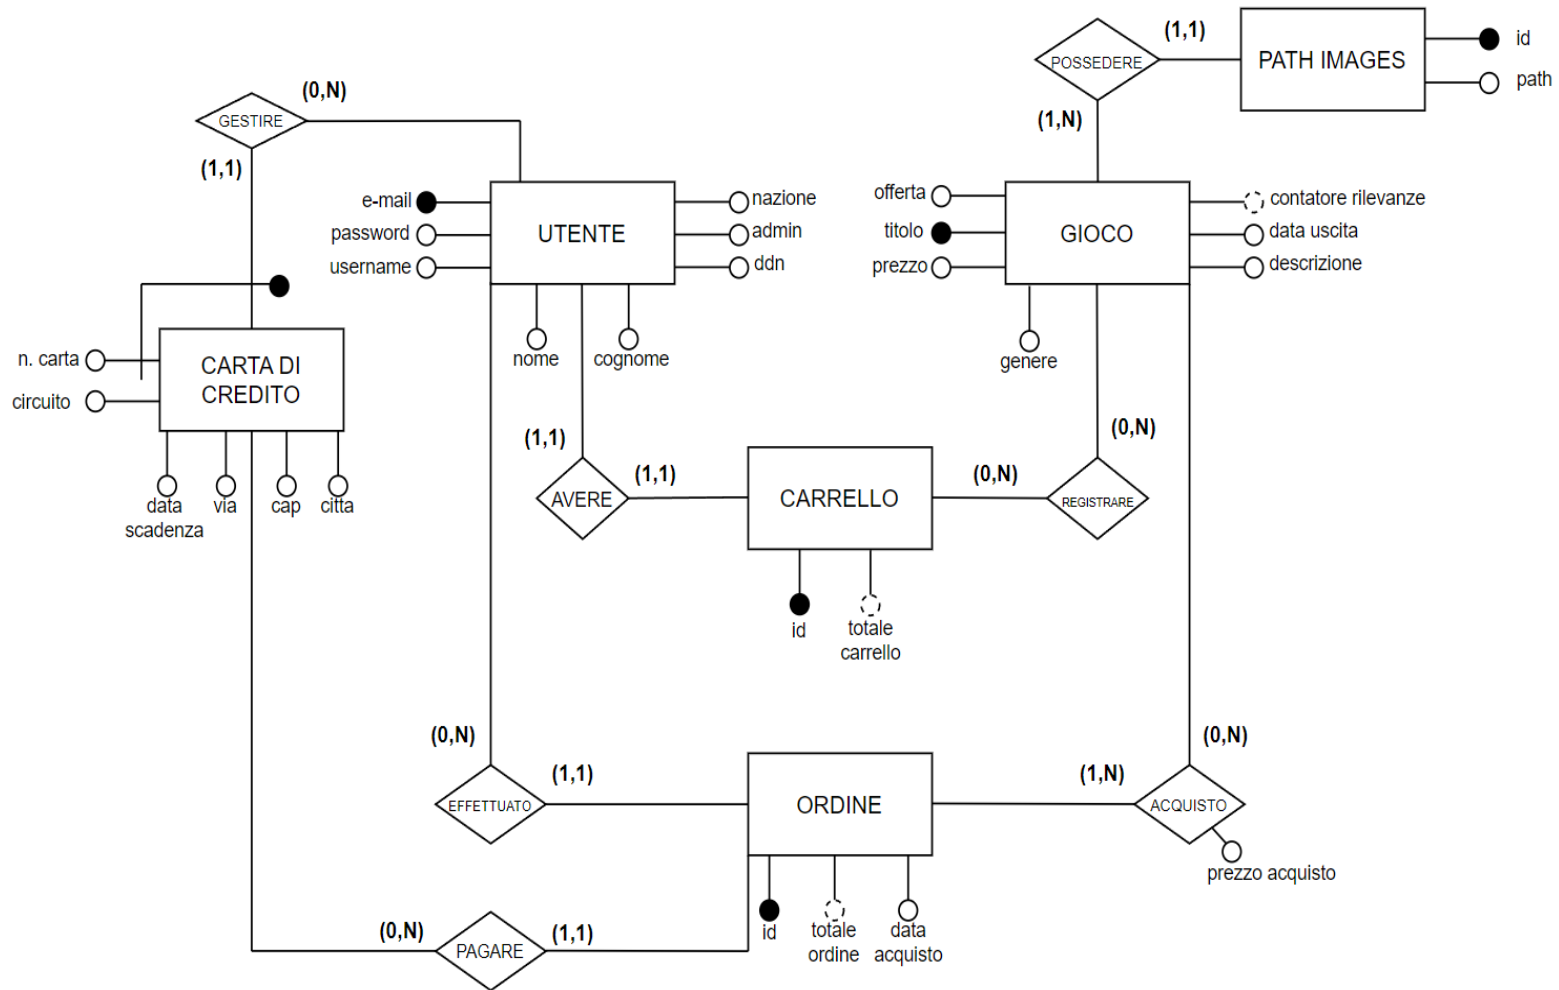 (1,1)
id
POSSEDERE
PATH IMAGES
path
(0,N)
GESTIRE
(1,N)
(1,1)
e-mail
nazione
offerta
contatore rilevanze
password
UTENTE
admin
titolo
GIOCO
data uscita
username
ddn
prezzo
descrizione
n. carta
CARTA DI
CREDITO
nome
cognome
genere
circuito
(1,1)
(0,N)
data
scadenza
via
cap
citta
AVERE
(1,1)
CARRELLO
(0,N)
REGISTRARE
id
totale
carrello
(0,N)
(0,N)
EFFETTUATO
(1,1)
ORDINE
(1,N)
ACQUISTO
prezzo acquisto
(0,N)
PAGARE
(1,1)
id
totale
ordine
data
acquisto